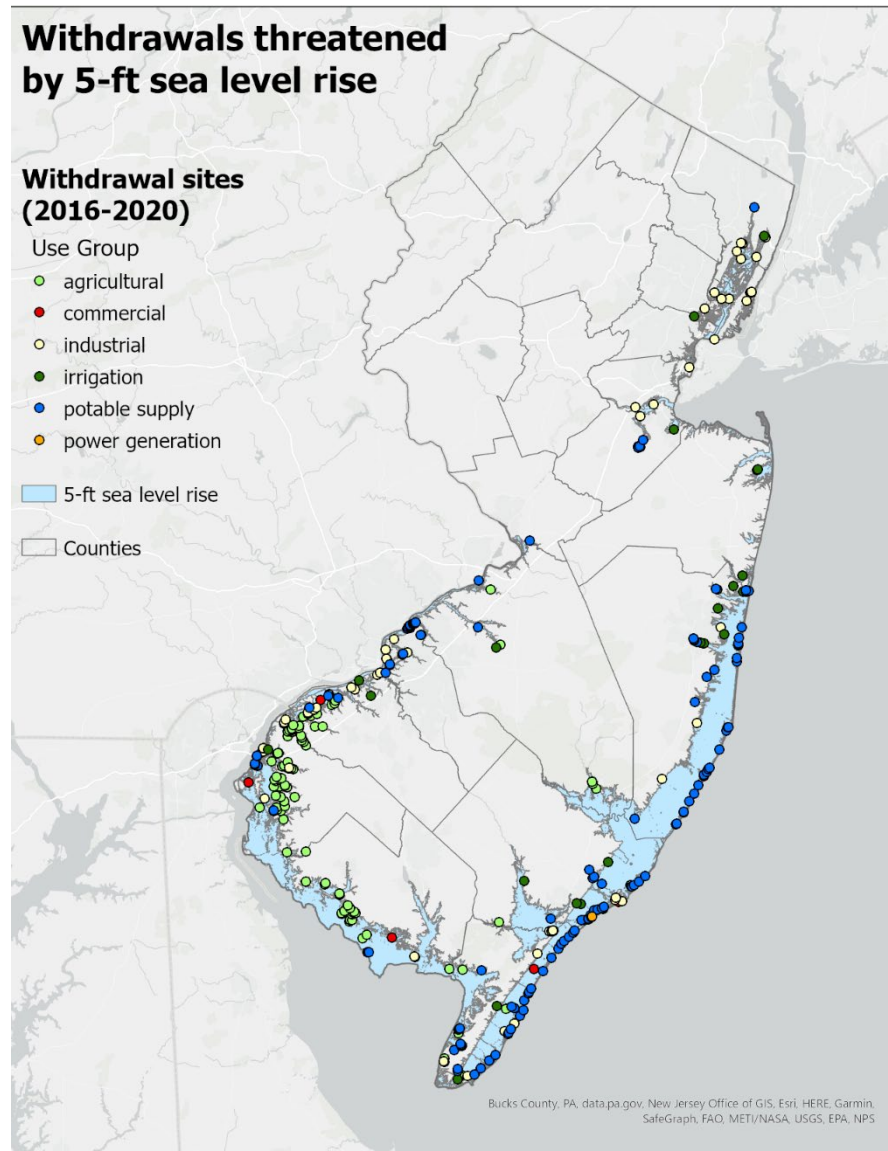 Withdrawals threatened
by 5-ft sea level rise
Withdrawal sites
(2016-2020)
Use Group
agricultural
commercial
industrial
irrigation
potable supply
power generation
5-ft sea level rise
Counties
Bucks County, PA, data.pa.gov, New Jersey Office of GIS, Esri, HERE, Garmin,
SafeGraph, FAO, METI/NASA, USGS, EPA, NPS